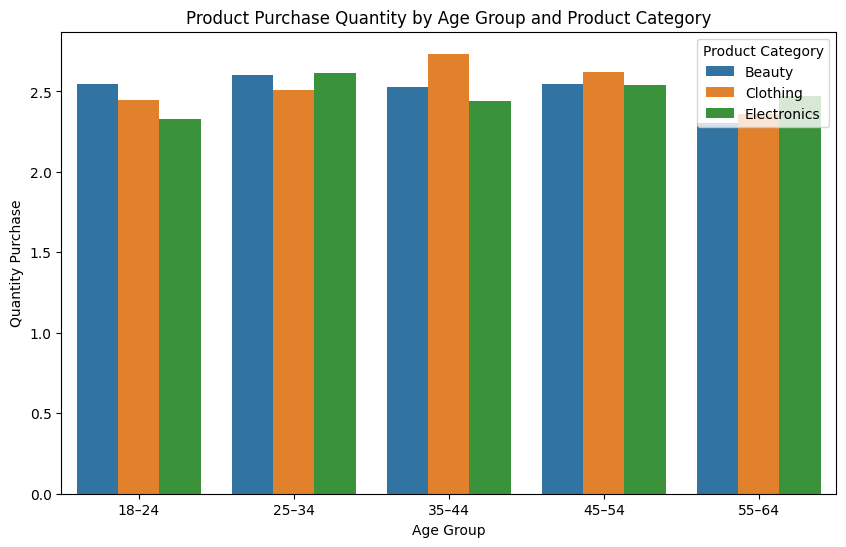 Product Purchase Quantity by Age Group and Product Category
Product Category
Beauty
Clothing
Electronics
2.5
2.0
1.5
1.0
0.5
0.0
Quantity Purchase
18–24
25–34
35–44
45–54
55–64
Age Group